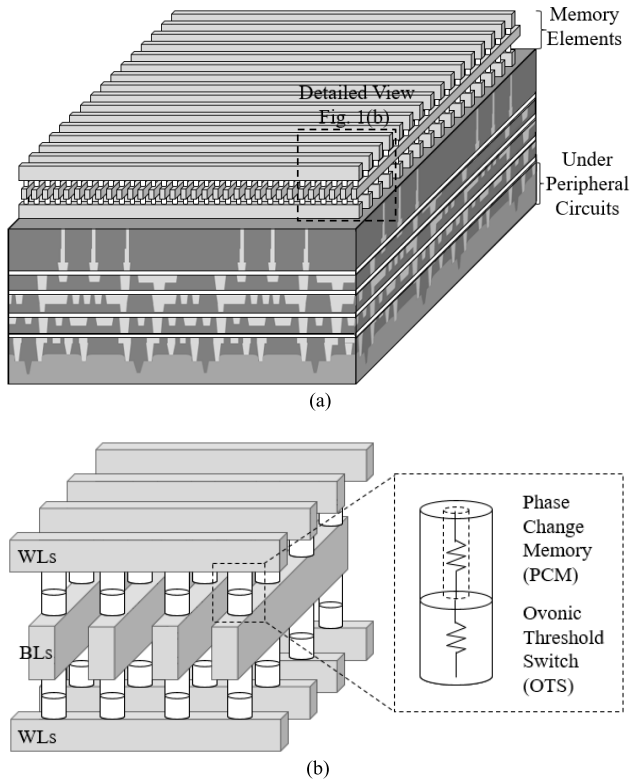 Memory
Elements
Detailed View
Fig. 1(b)
Under
Peripheral
Circuits
(a)
WLs
BLs
WLs
Phase
Change
Memory
(PCM)
Ovonic
Threshold
Switch
(OTS)
(b)